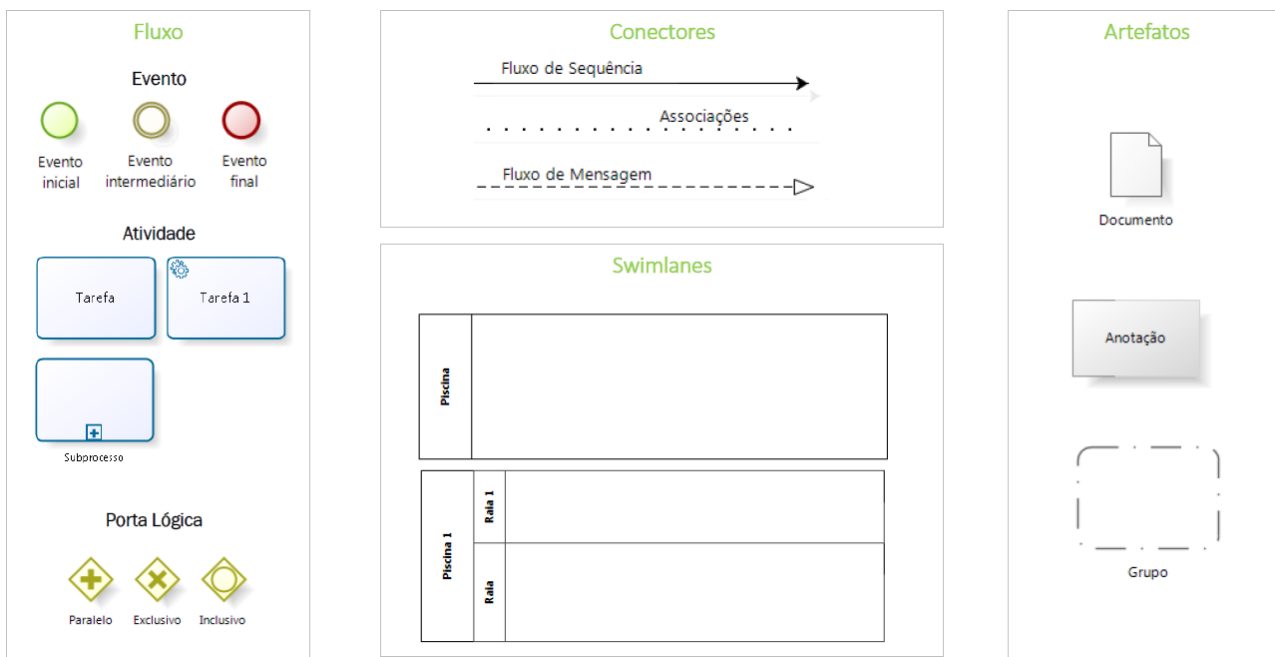 Fluxo
Evento
Evento
inicial
Evento
intermediário
Evento
final
Atividade
Tarefa
Tarefa 1
Subprocesso
Porta Lógica
Paralelo
Exclusivo
Inclusivo
Conectores
Fluxo de Sequência
Associações
Fluxo de Mensagem
Swimlanes
Piscina
Piscina 1
Raia 1
Raia
Artefatos
Documento
Anotação
Grupo